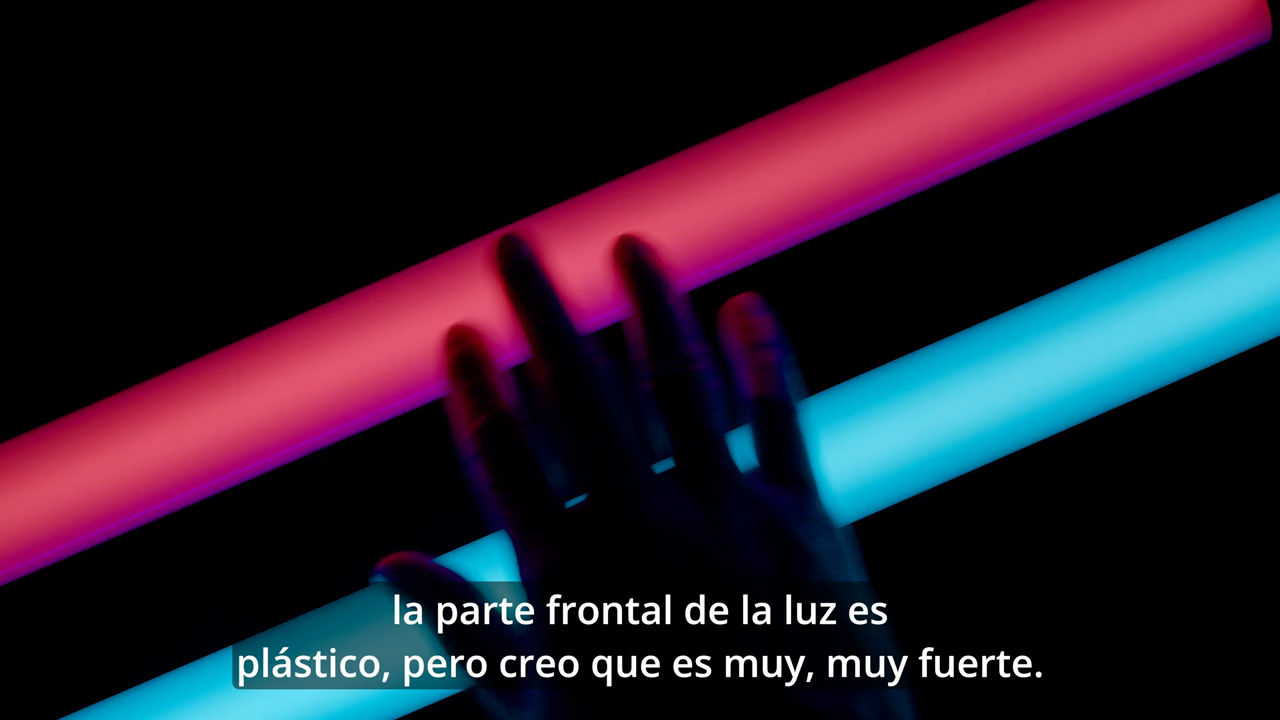 la parte frontal de la luz es
plástico, pero creo que es muy, muy fuerte.